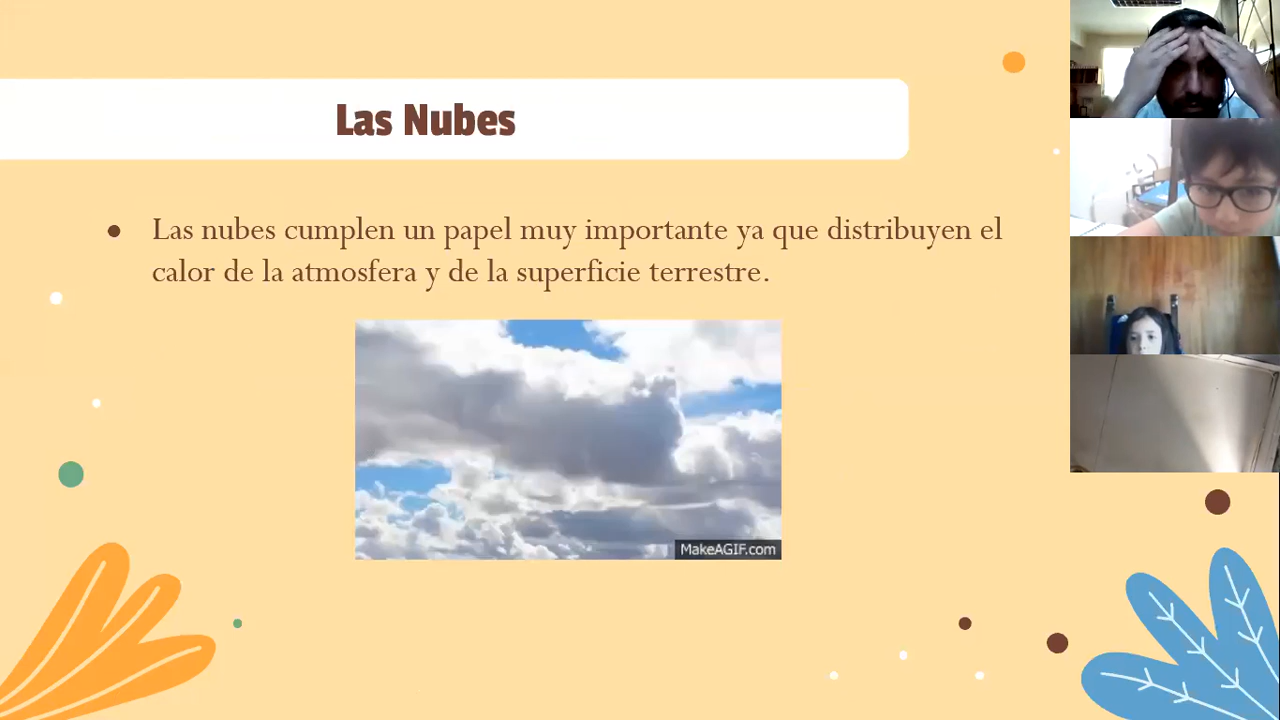 Las Nubes
● Las nubes cumplen un papel muy importante ya que distribuyen el
calor de la atmosfera y de la superficie terrestre.
MakeAGIF.com